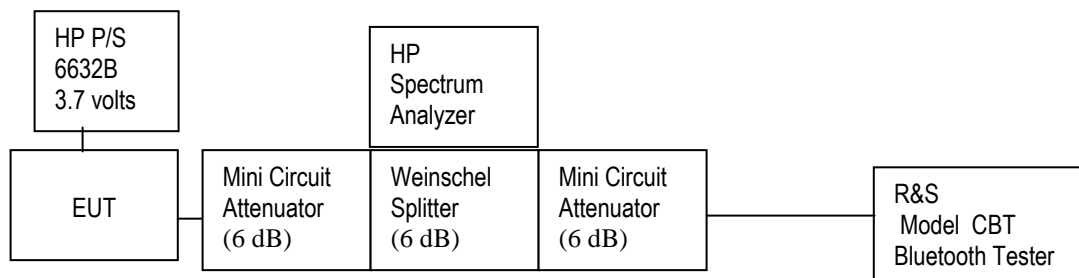 HP P/S
6632B
3.7 volts
HP
Spectrum
Analyzer
EUT
Mini Circuit
Attenuator
(6 dB)
Weinschel
Splitter
(6 dB)
Mini Circuit
Attenuator
(6 dB)
R&S
Model CBT
Bluetooth Tester